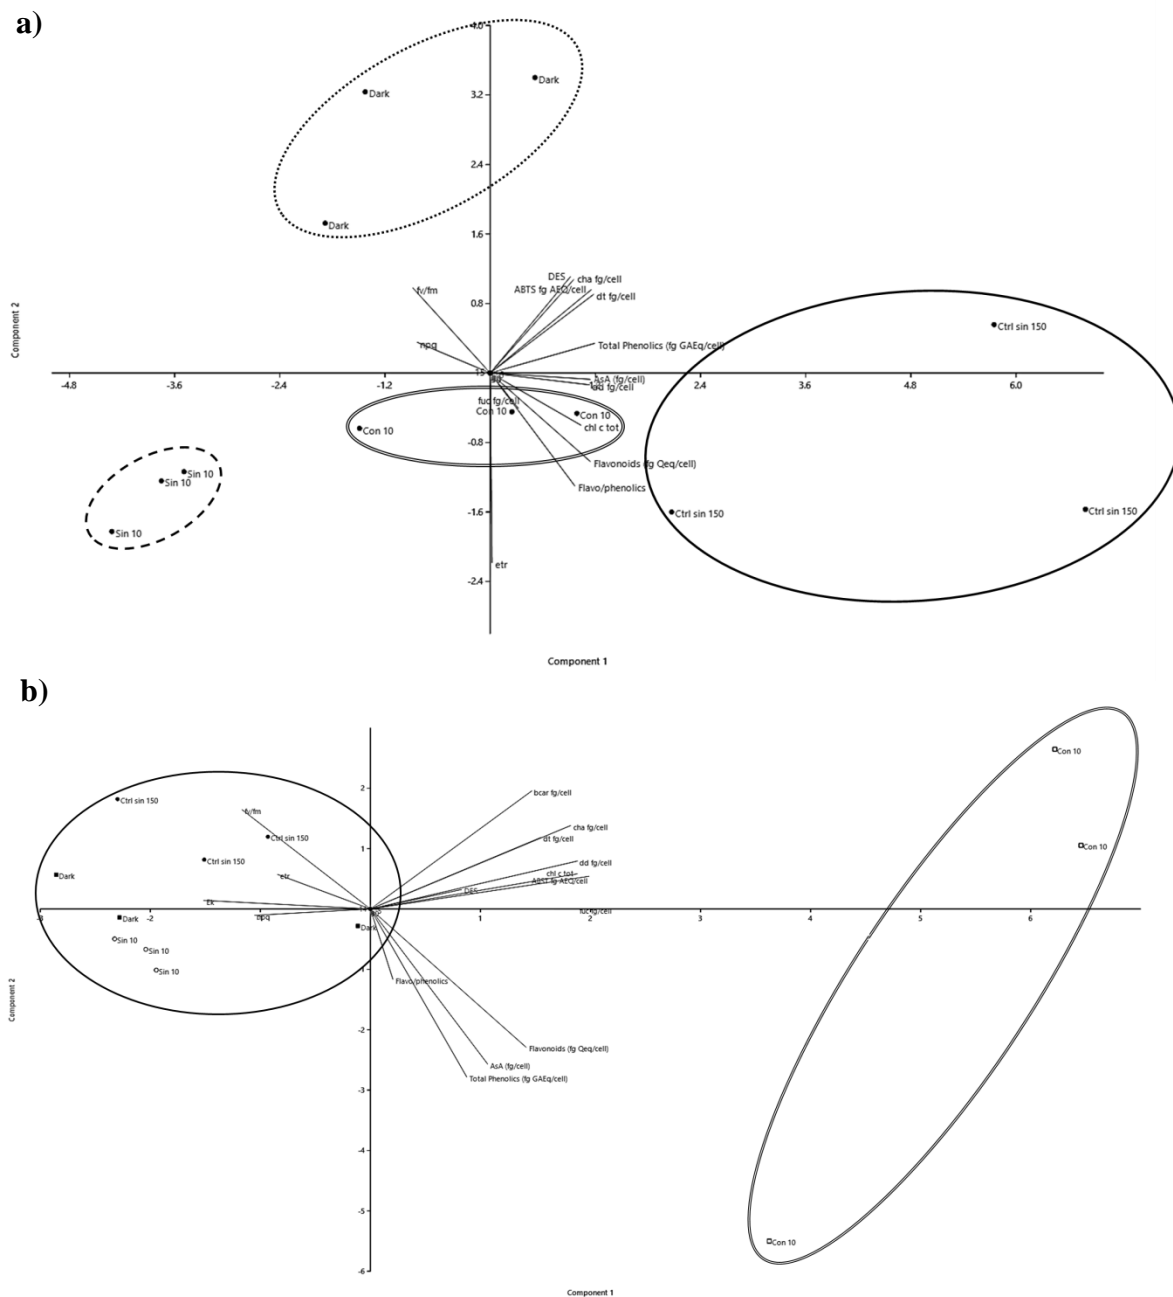 a)
4.0
Dark
Dark
3.2
2.4
Dark
1.6
DES
cha fg/cell
fv/fm
ABTS fg AEQ/cell
dt fg/cell
0.8
Ctrl sin 150
npq
Total Phenolics (fg GAEq/cell)
Component 2
-4.8 -3.6 -2.4 -1.2 2.4 3.6 4.8 6.0
AsA (fg/cell)
dd fg/cell
fuc fg/cell
Con 10
Con 10
Con 10
chl c tot
-0.8
Flavonoids (fg Qeq/cell)
Sin 10
Sin 10
Flavo/phenolics
-1.6
Ctrl sin 150
Ctrl sin 150
Sin 10
etr
-2.4
Component 1
b)
Con 10
2
bcar fg/cell
Ctrl sin 150
fv/fm
cha fg/cell
Ctrl sin 150
dt fg/cell
1
Con 10
Ctrl sin 150
dd fg/cell
Dark
etr
chl c tot
ABST fg AEQ/cell
DES
Ek
fuc fg/cell
npq
-3 -2 1 2 3 4 5 6
Dark
Dark
Sin 10
Sin 10
Sin 10
-1
Flavo/phenolics
Component 2
-2
Flavonoids (fg Qeq/cell)
AsA (fg/cell)
Total Phenolics (fg GAEq/cell)
-3
-4
-5
Con 10
-6
Component 1